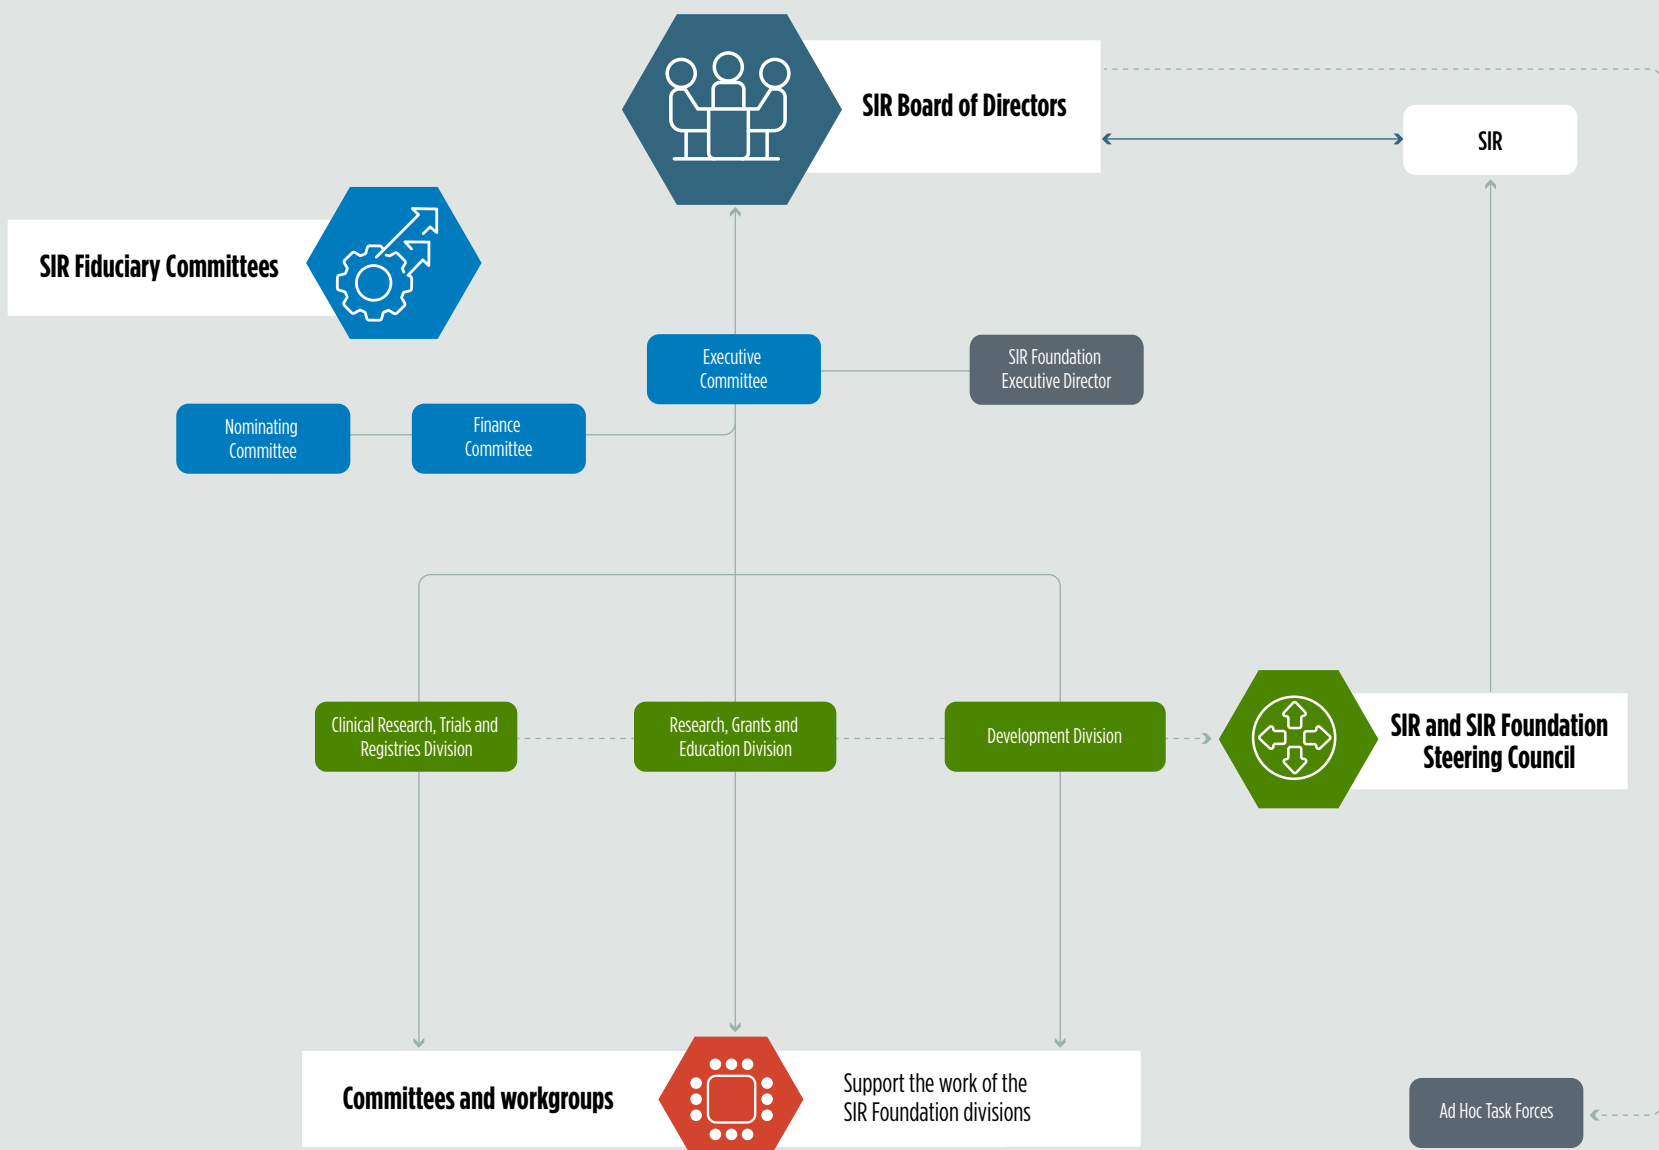 SIR Board of Directors
SIR
SIR Fiduciary Committees
Executive
Committee
SIR Foundation
Executive Director
Nominating
Committee
Finance
Committee
Clinical Research, Trials and
Registries Division
Research, Grants and
Education Division
Development Division
SIR and SIR Foundation
Steering Council
Committees and workgroups
Support the work of the
SIR Foundation divisions
Ad Hoc Task Forces